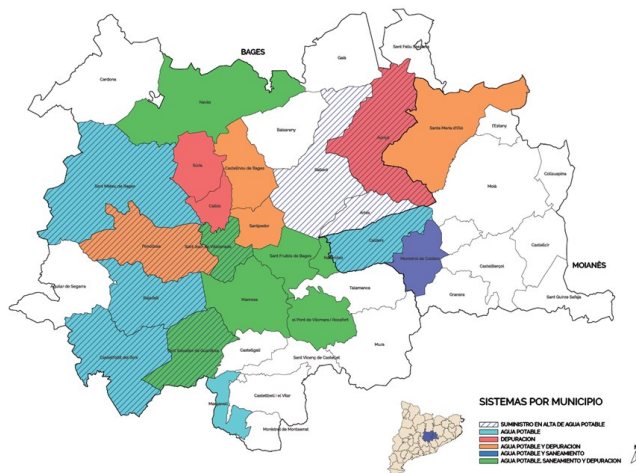 BAGES
Gaià
Sant Feliu Sasserra
Cardona
Navàs
Avinyó
Santa Maria d'Oló
Balsareny
L'Estany
Súria
Castellnou de Bages
Sallent
Moià
Collsuspina
Sant Mateu de Bages
Callús
Artés
Santpedor
Fonollosa
Sant Joan de Vilatorrada
Calders
Castellcir
Sant Fruitós de Bages
Navarcles
Monistrol de Calders
Castellterçol
MOIANÈS
Aguilar de Segarra
Rajadell
Talamanca
Granera
Sant Quirze Safaja
Manresa
el Pont de Vilomara i Rocafort
Mura
Castellfollit del Boix
Sant Salvador de Guardiola
Castellgalí
Sant Vicenç de Castellet
Marganell
Castellbell i el Vilar
Monistrol de Montserrat
SISTEMAS POR MUNICIPIO
SUMINISTRO EN ALTA DE AGUA POTABLE
AGUA POTABLE
DEPURACION
AGUA POTABLE Y DEPURACION
AGUA POTABLE Y SANEAMIENTO
AGUA POTABLE, SANEAMIENTO Y DEPURACION